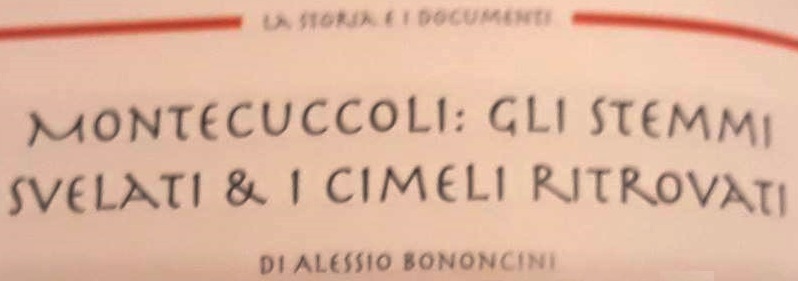 LA STORIA E I DOCUMENTI
MONTECUCCOLI: GLI STEMMI
SVELATI & I CIMELI RITROVATI
DI ALESSIO BONONCINI